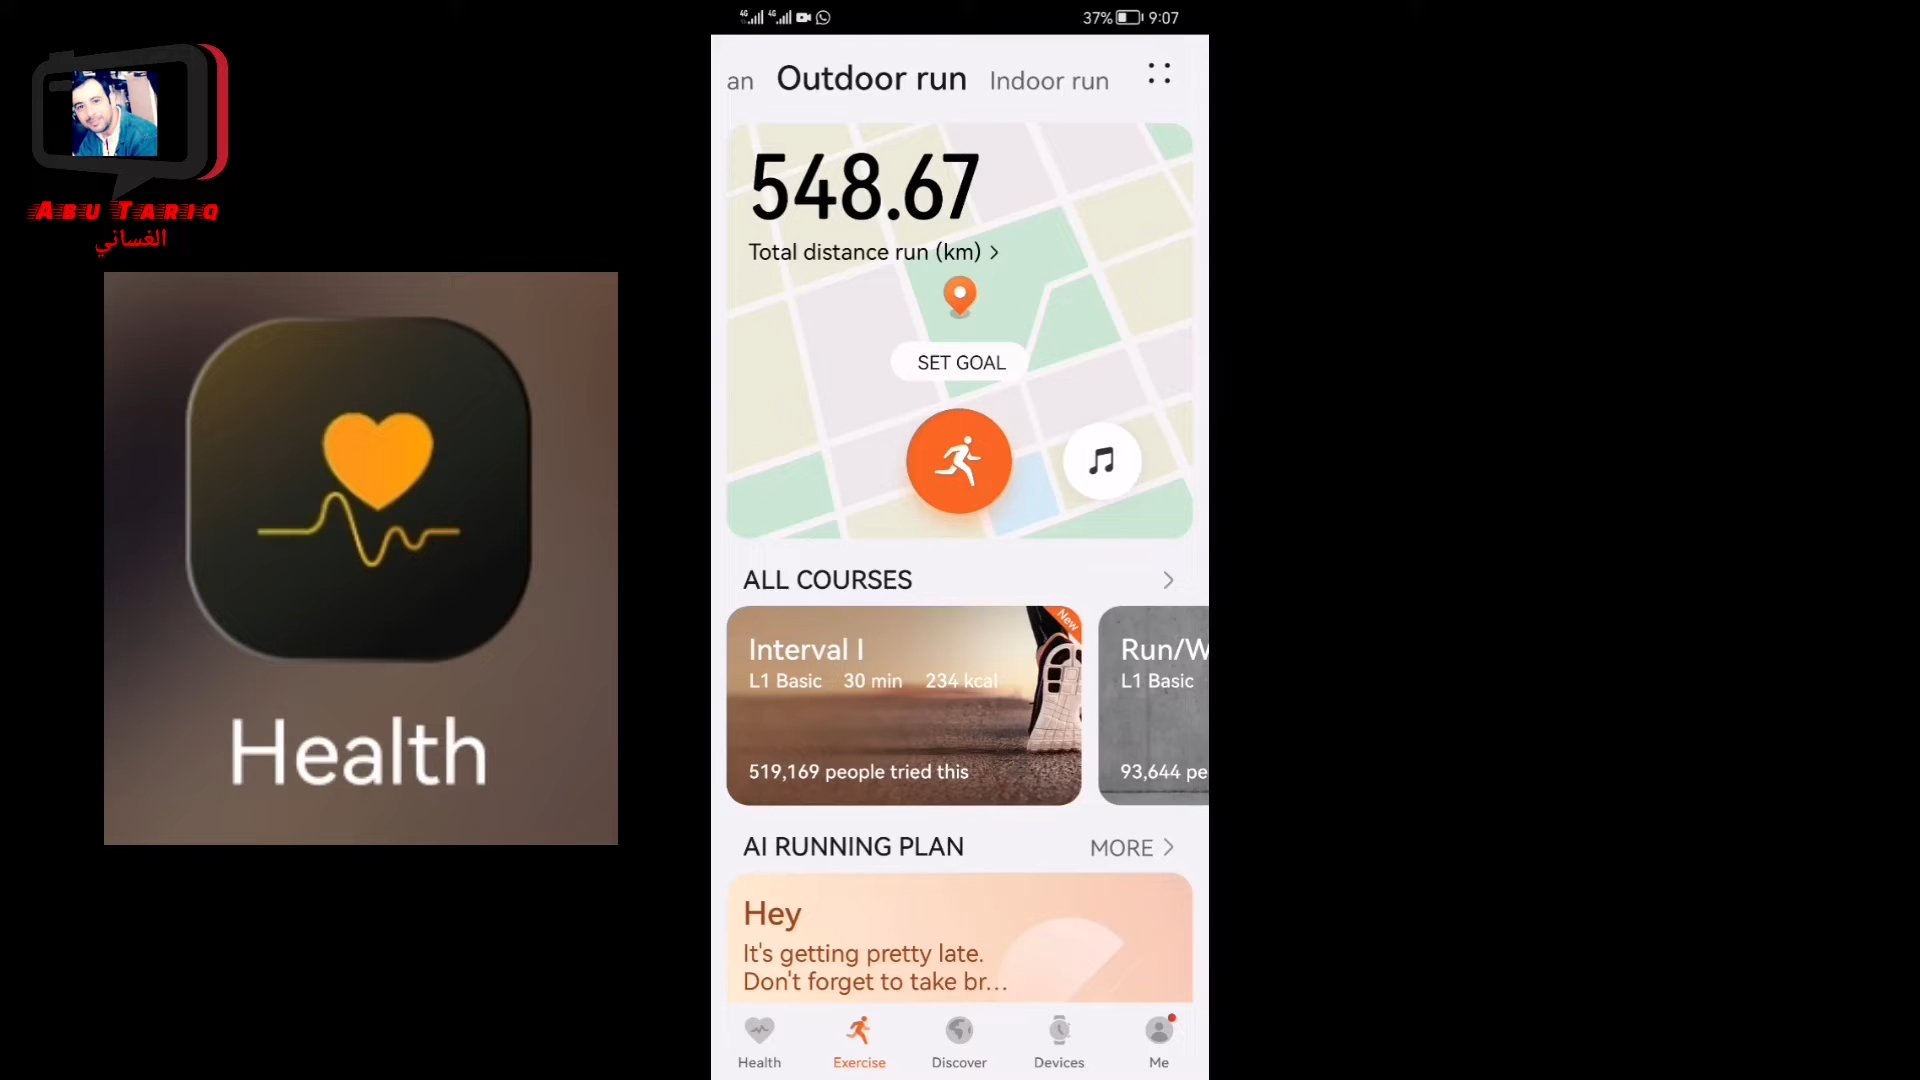 4G 4G 37% 9:07
an Outdoor run Indoor run
548.67
Total distance run (km)
SET GOAL
ALL COURSES
New
Interval I
L1 Basic 30 min 234 kcal
519,169 people tried this
Run/W
L1 Basic
93,644 pe
AI RUNNING PLAN MORE
Hey
It's getting pretty late.
Don't forget to take br...
Health Exercise Discover Devices Me
ABU TARIQ
الغساني
Health